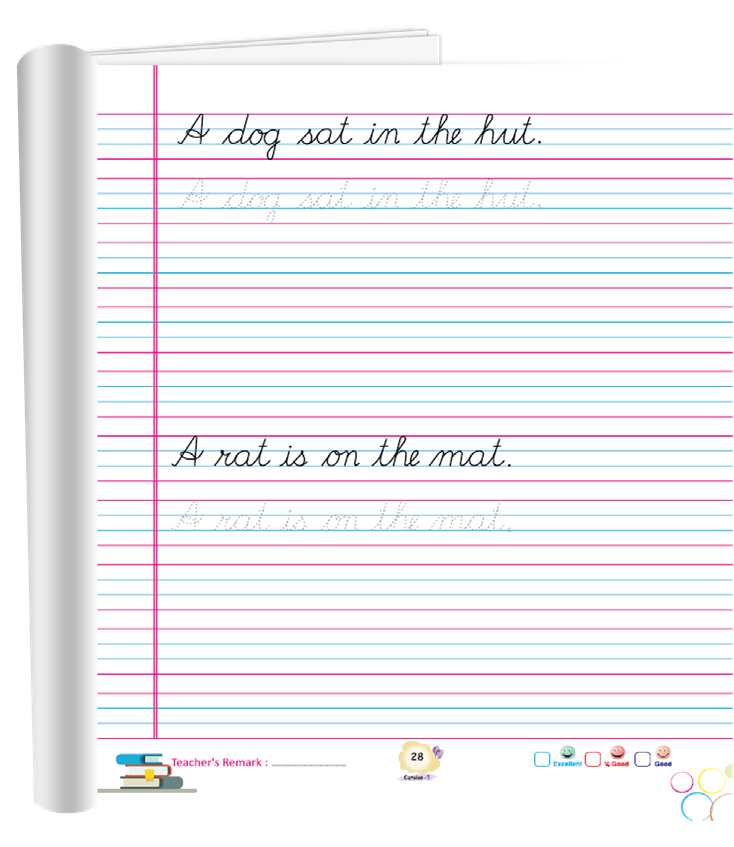 A dog sat in the hut.
A dog sat in the hut.
A rat is on the mat.
A rat is on the mat.
Teacher's Remark : ........................
28
Cursive - 1
Excellent V. Good Good